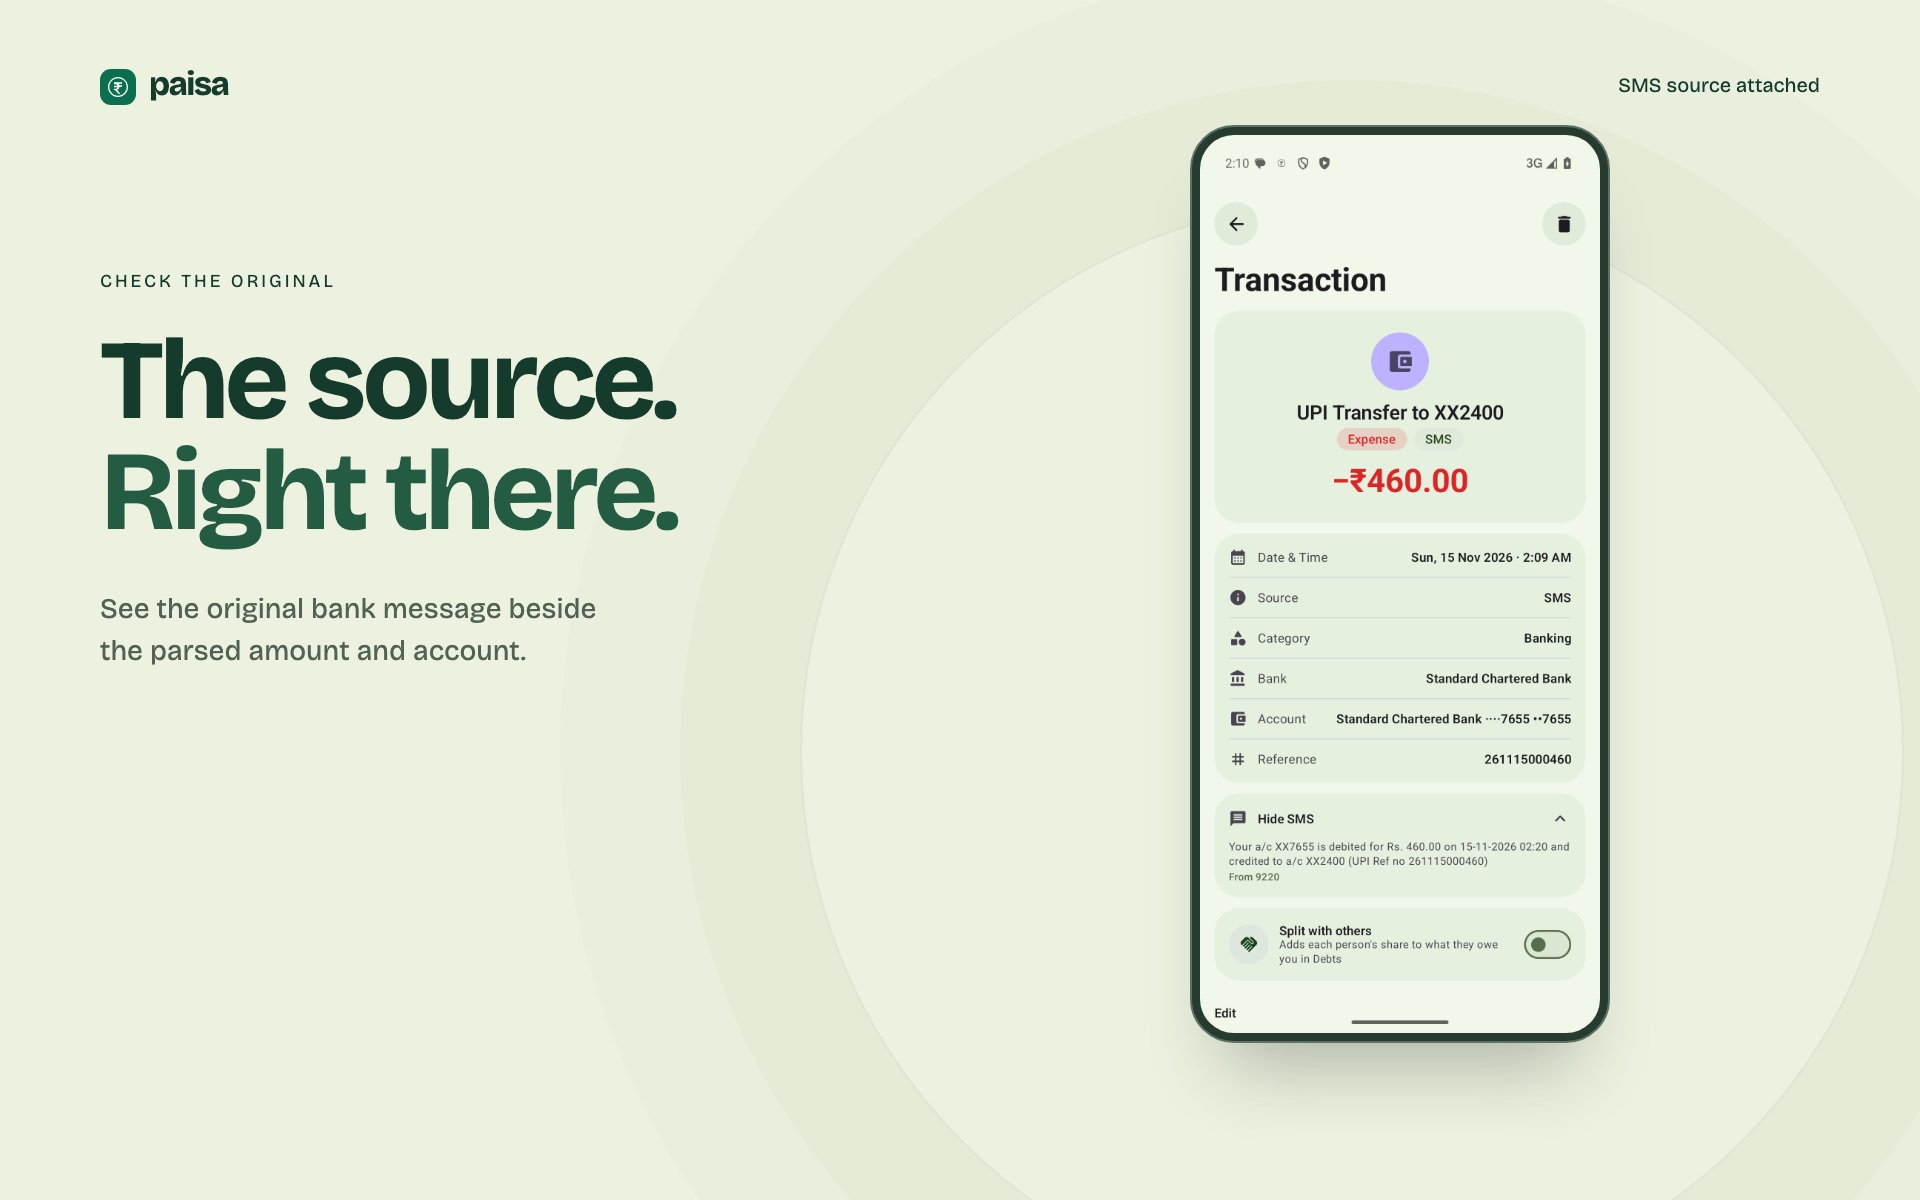 paisa
SMS source attached
CHECK THE ORIGINAL
The source.
Right there.
See the original bank message beside
the parsed amount and account.
2:10
3G
Transaction
UPI Transfer to XX2400
Expense SMS
−₹460.00
Date & Time Sun, 15 Nov 2026 · 2:09 AM
Source SMS
Category Banking
Bank Standard Chartered Bank
Account Standard Chartered Bank ····7655 ••7655
Reference 261115000460
Hide SMS
Your a/c XX7655 is debited for Rs. 460.00 on 15-11-2026 02:20 and
credited to a/c XX2400 (UPI Ref no 261115000460)
From 9220
Split with others
Adds each person's share to what they owe
you in Debts
Edit